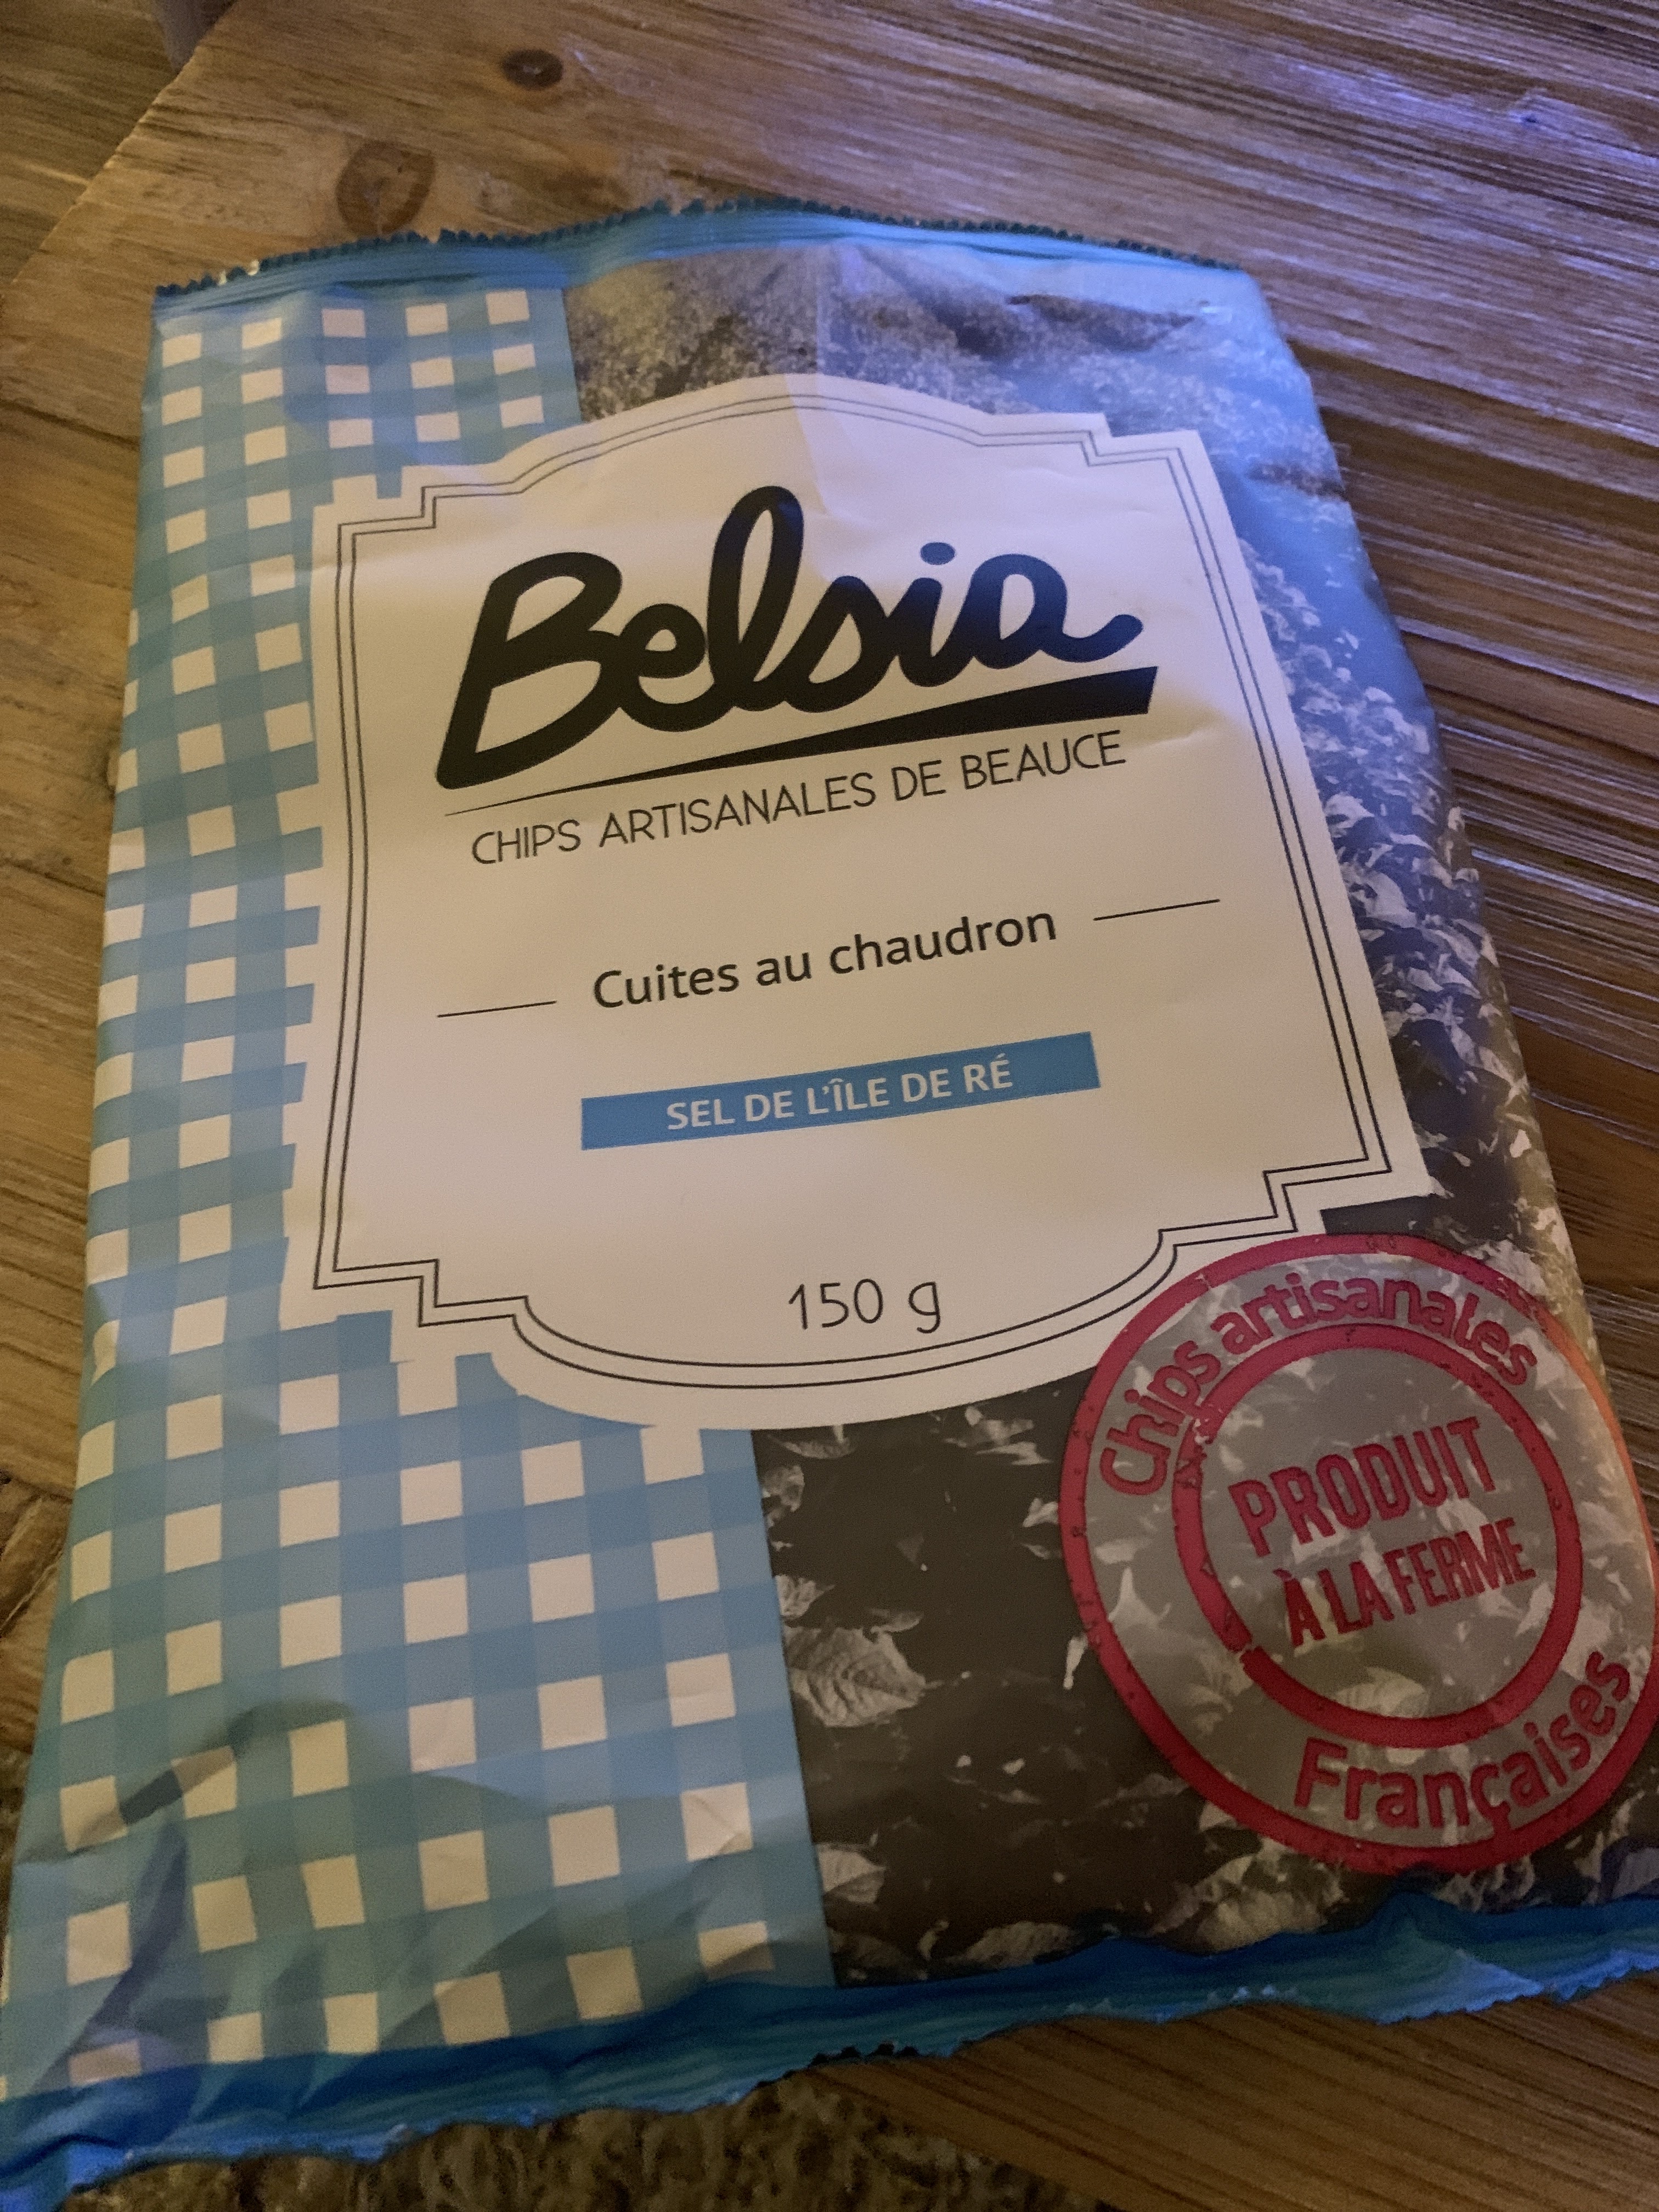 Belsia
CHIPS ARTISANALES DE BEAUCE
Cuites au chaudron
SEL DE L'ÎLE DE RÉ
150 g
Chips artisanales
PRODUIT
À LA FERME
Françaises